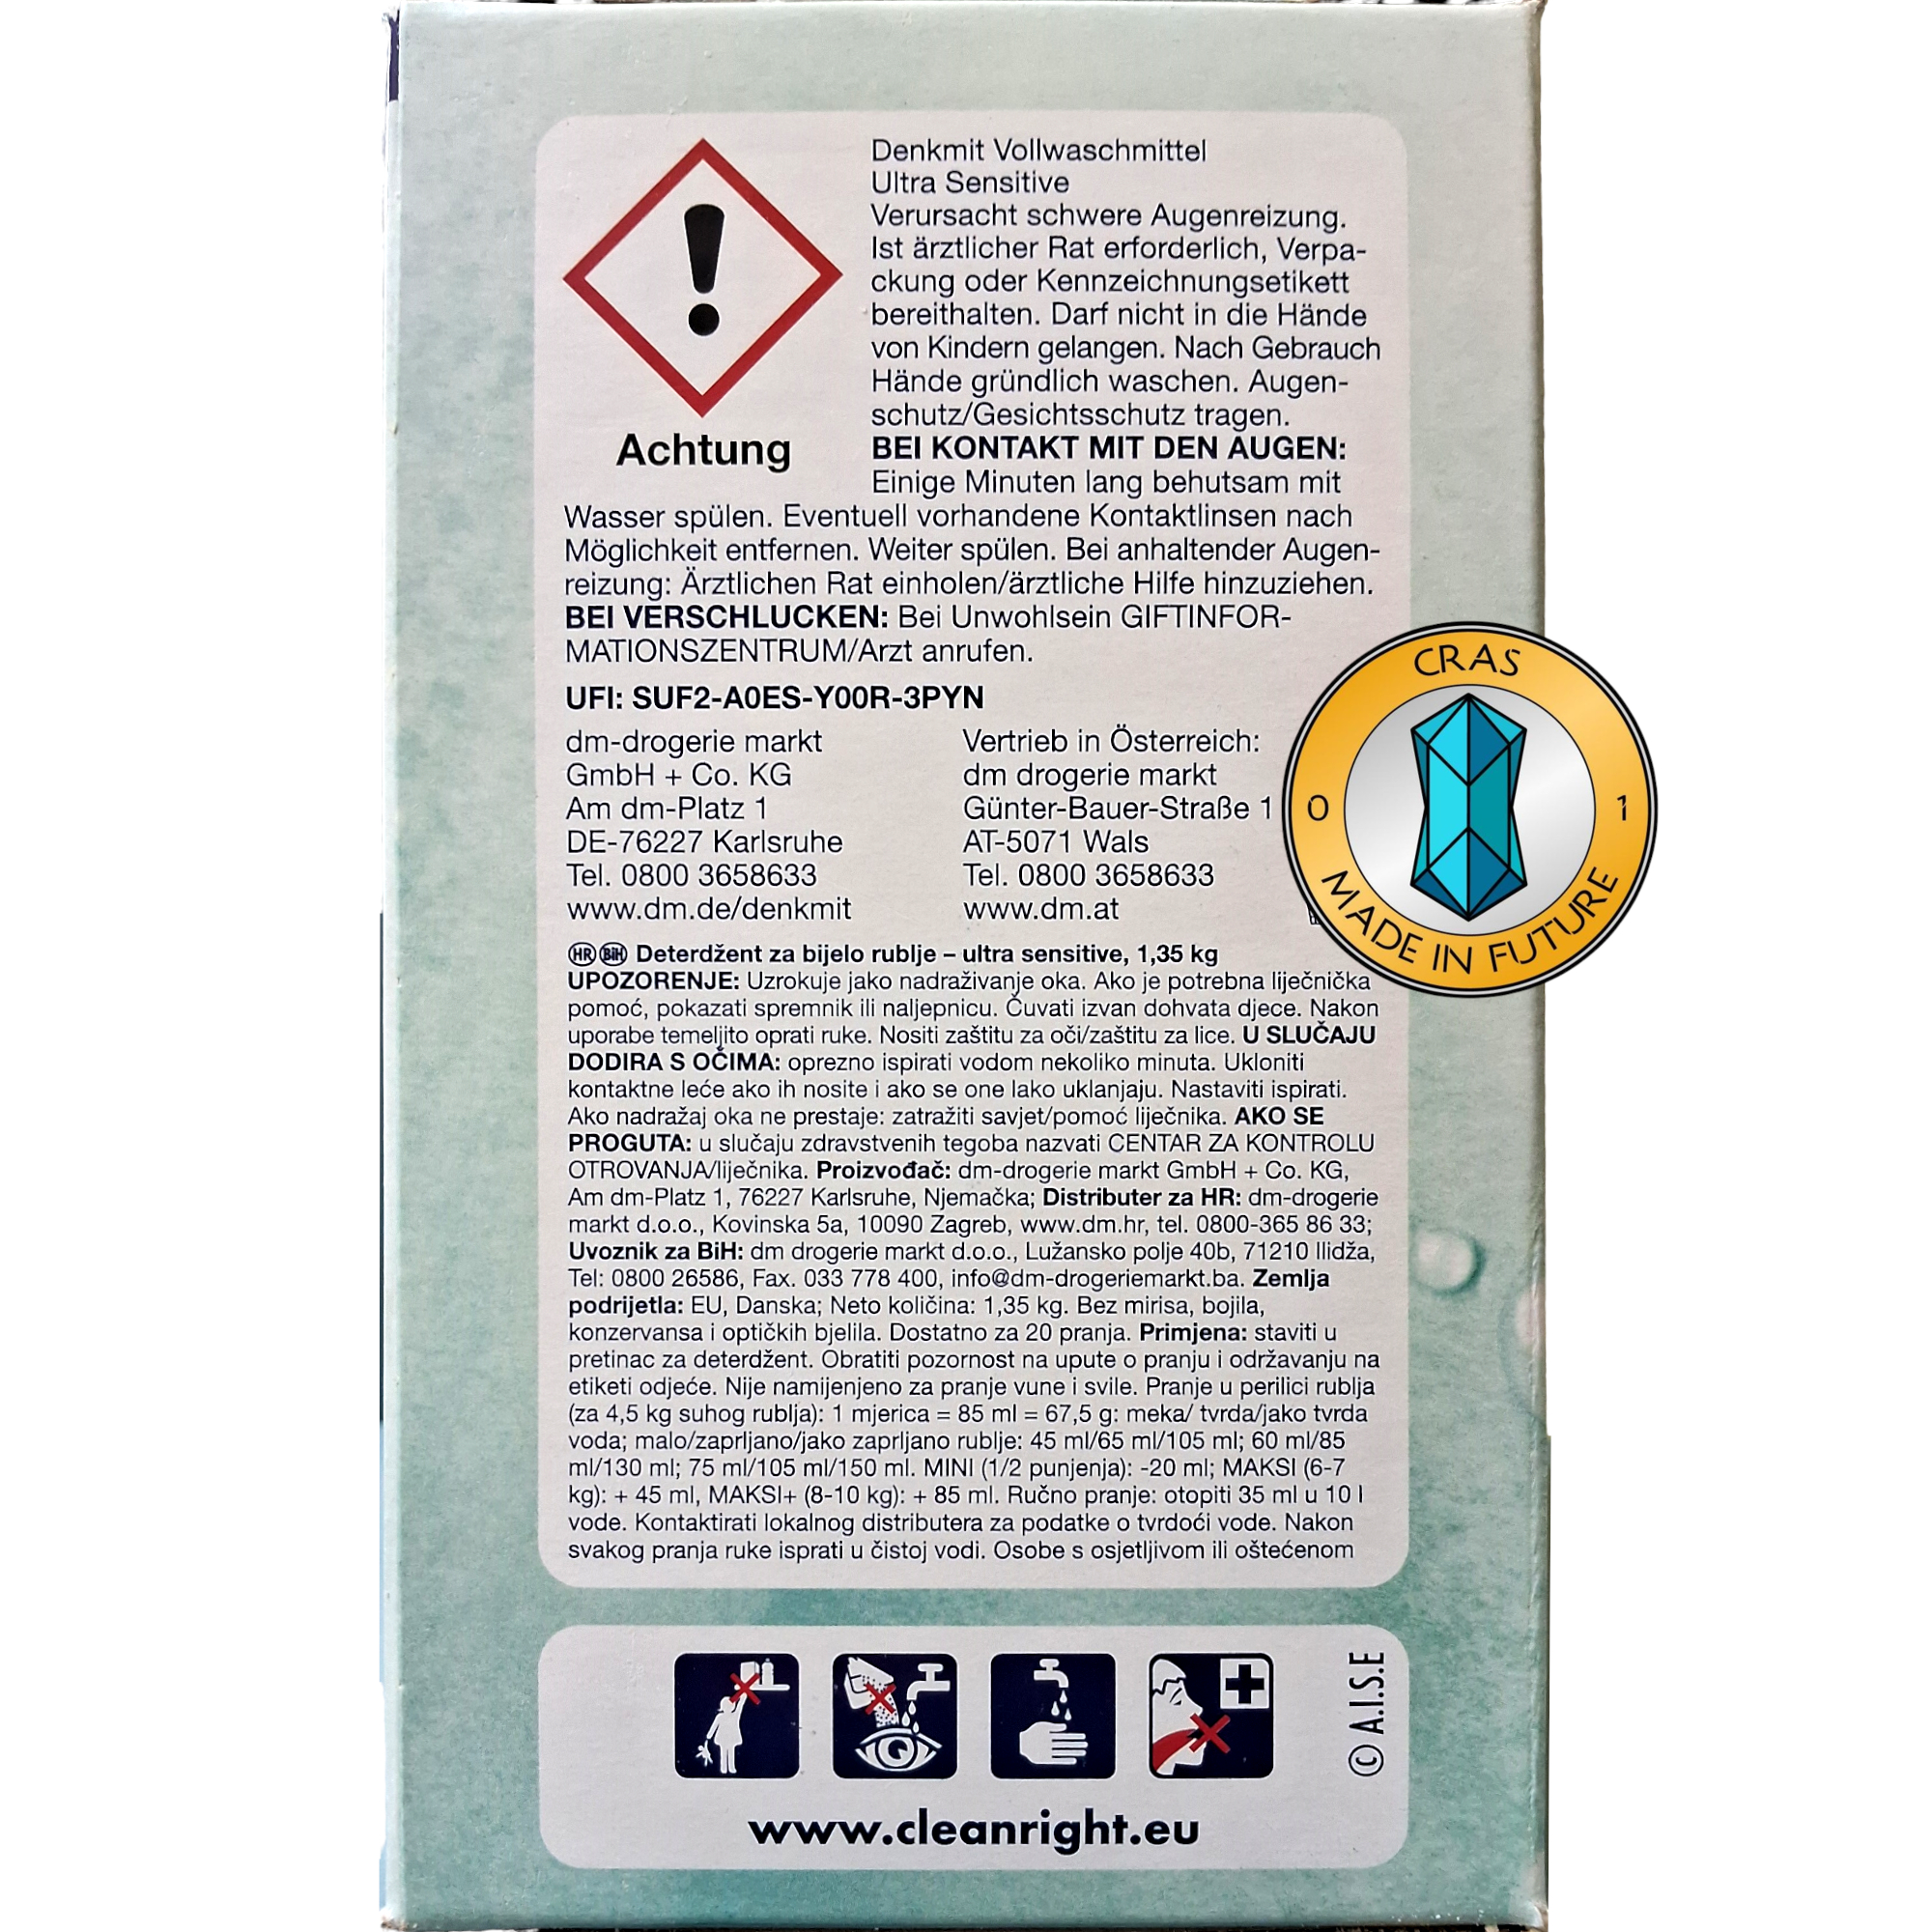 Denkmit Vollwaschmittel
Ultra Sensitive
Verursacht schwere Augenreizung.
Ist ärztlicher Rat erforderlich, Verpa-
ckung oder Kennzeichnungsetikett
bereithalten. Darf nicht in die Hände
von Kindern gelangen. Nach Gebrauch
Hände gründlich waschen. Augen-
schutz/Gesichtsschutz tragen.
Achtung
BEI KONTAKT MIT DEN AUGEN:
Einige Minuten lang behutsam mit
Wasser spülen. Eventuell vorhandene Kontaktlinsen nach
Möglichkeit entfernen. Weiter spülen. Bei anhaltender Augen-
reizung: Ärztlichen Rat einholen/ärztliche Hilfe hinzuziehen.
BEI VERSCHLUCKEN: Bei Unwohlsein GIFTINFOR-
MATIONSZENTRUM/Arzt anrufen.
UFI: SUF2-A0ES-Y00R-3PYN
dm-drogerie markt
GmbH + Co. KG
Am dm-Platz 1
DE-76227 Karlsruhe
Tel. 0800 3658633
www.dm.de/denkmit
Vertrieb in Österreich:
dm drogerie markt
Günter-Bauer-Straße 1
AT-5071 Wals
Tel. 0800 3658633
www.dm.at
CRAS
0 1
MADE IN FUTURE
HR BiH Deterdžent za bijelo rublje – ultra sensitive, 1,35 kg
UPOZORENJE: Uzrokuje jako nadraživanje oka. Ako je potrebna liječnička
pomoć, pokazati spremnik ili naljepnicu. Čuvati izvan dohvata djece. Nakon
uporabe temeljito oprati ruke. Nositi zaštitu za oči/zaštitu za lice. U SLUČAJU
DODIRA S OČIMA: oprezno ispirati vodom nekoliko minuta. Ukloniti
kontaktne leće ako ih nosite i ako se one lako uklanjaju. Nastaviti ispirati.
Ako nadražaj oka ne prestaje: zatražiti savjet/pomoć liječnika. AKO SE
PROGUTA: u slučaju zdravstvenih tegoba nazvati CENTAR ZA KONTROLU
OTROVANJA/liječnika. Proizvođač: dm-drogerie markt GmbH + Co. KG,
Am dm-Platz 1, 76227 Karlsruhe, Njemačka; Distributer za HR: dm-drogerie
markt d.o.o., Kovinska 5a, 10090 Zagreb, www.dm.hr, tel. 0800-365 86 33;
Uvoznik za BiH: dm drogerie markt d.o.o., Lužansko polje 40b, 71210 Ilidža,
Tel: 0800 26586, Fax. 033 778 400, info@dm-drogeriemarkt.ba. Zemlja
podrijetla: EU, Danska; Neto količina: 1,35 kg. Bez mirisa, bojila,
konzervansa i optičkih bjelila. Dostatno za 20 pranja. Primjena: staviti u
pretinac za deterdžent. Obratiti pozornost na upute o pranju i održavanju na
etiketi odjeće. Nije namijenjeno za pranje vune i svile. Pranje u perilici rublja
(za 4,5 kg suhog rublja): 1 mjerica = 85 ml = 67,5 g: meka/ tvrda/jako tvrda
voda; malo/zaprljano/jako zaprljano rublje: 45 ml/65 ml/105 ml; 60 ml/85
ml/130 ml; 75 ml/105 ml/150 ml. MINI (1/2 punjenja): -20 ml; MAKSI (6-7
kg): + 45 ml, MAKSI+ (8-10 kg): + 85 ml. Ručno pranje: otopiti 35 ml u 10 l
vode. Kontaktirati lokalnog distributera za podatke o tvrdoći vode. Nakon
svakog pranja ruke isprati u čistoj vodi. Osobe s osjetljivom ili oštećenom
© A.I.S.E
www.cleanright.eu